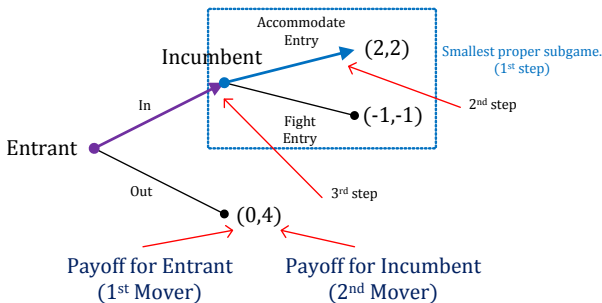 Accommodate
Entry
Incumbent
(2,2)
Smallest proper subgame.
(1st step)
In
2nd step
Fight
Entry
(-1,-1)
Entrant
Out
3rd step
(0,4)
Payoff for Entrant
(1st Mover)
Payoff for Incumbent
(2nd Mover)